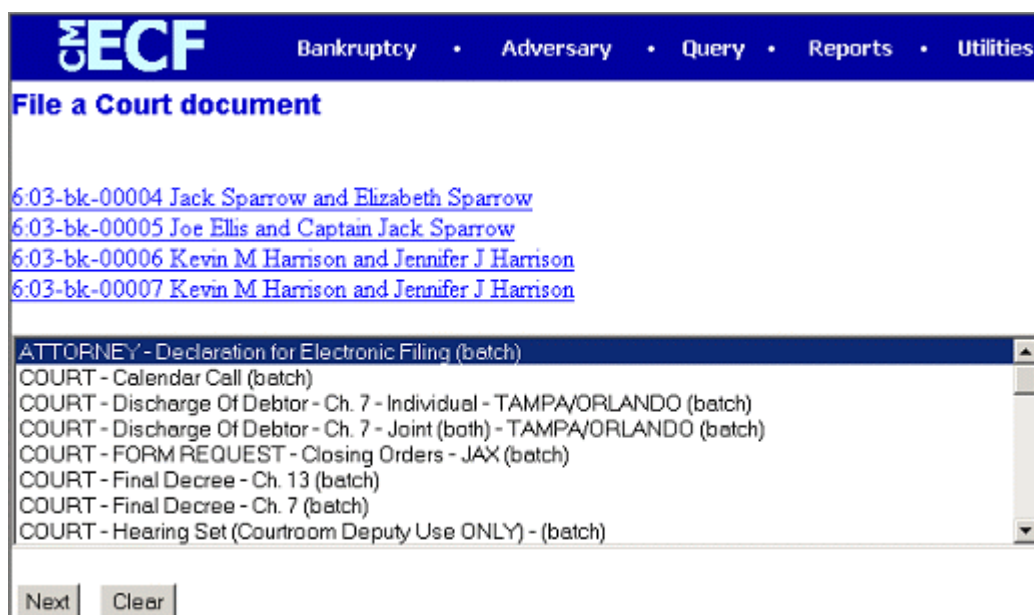 CM ECF Bankruptcy • Adversary • Query • Reports • Utilities
File a Court document
6:03-bk-00004 Jack Sparrow and Elizabeth Sparrow
6:03-bk-00005 Joe Ellis and Captain Jack Sparrow
6:03-bk-00006 Kevin M Harrison and Jennifer J Harrison
6:03-bk-00007 Kevin M Harrison and Jennifer J Harrison
ATTORNEY - Declaration for Electronic Filing (batch)
COURT - Calendar Call (batch)
COURT - Discharge Of Debtor - Ch. 7 - Individual - TAMPA/ORLANDO (batch)
COURT - Discharge Of Debtor - Ch. 7 - Joint (both) - TAMPA/ORLANDO (batch)
COURT - FORM REQUEST - Closing Orders - JAX (batch)
COURT - Final Decree - Ch. 13 (batch)
COURT - Final Decree - Ch. 7 (batch)
COURT - Hearing Set (Courtroom Deputy Use ONLY) - (batch)
Next Clear